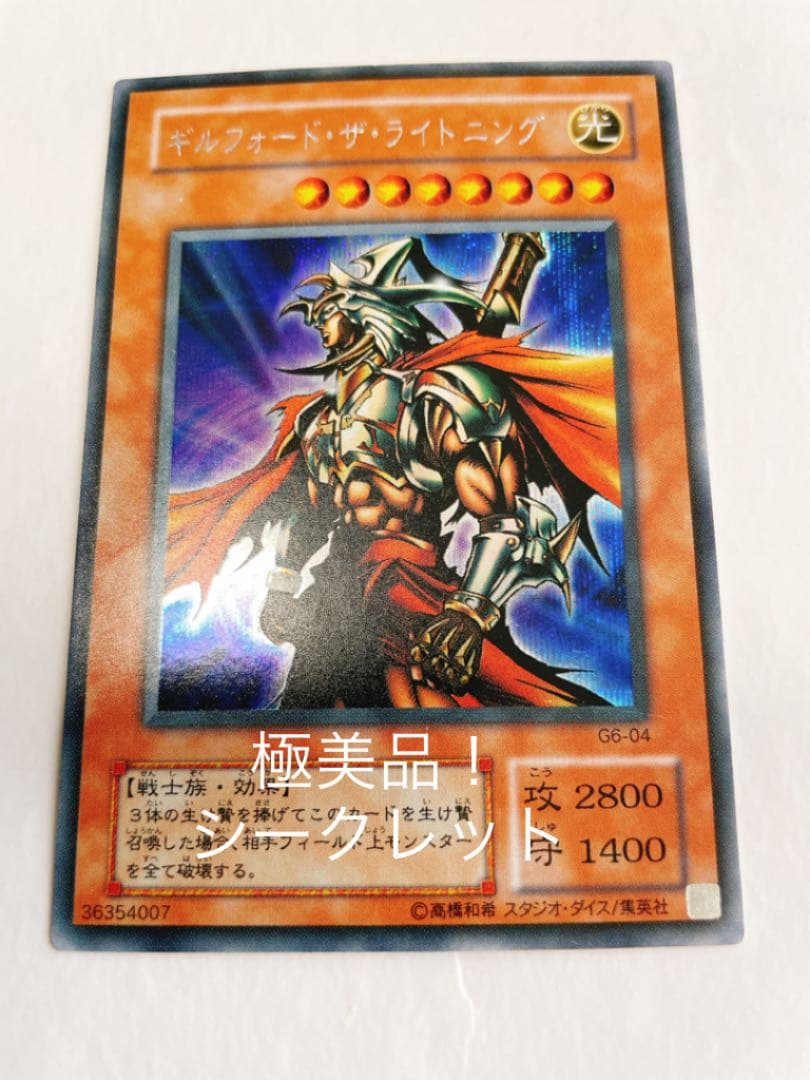 ギルフォード・ザ・ライトニング
光
G6-04
極美品！
シークレット
【戦士族・効果】
3体の生け贄を捧げてこのカードを生け贄
召喚した場合、相手フィールド上モンスター
を全て破壊する。
攻 2800
守 1400
36354007
©高橋和希 スタジオ・ダイス/集英社